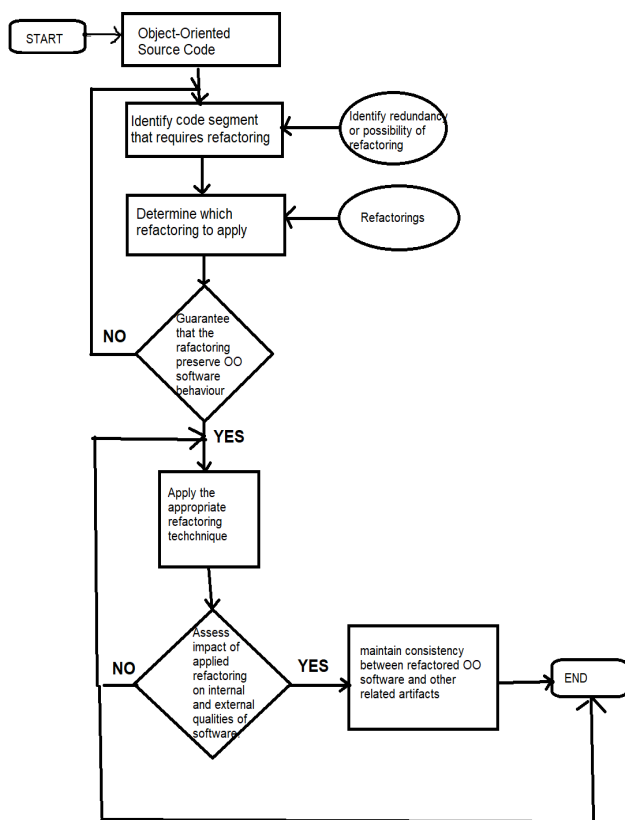 START
Object-Oriented
Source Code
Identify code segment
that requires refactoring
Identify redundancy
or possibility of
refactoring
Determine which
refactoring to apply
Refactorings
NO
Guarantee
that the
rafactoring
preserve OO
software
behaviour
YES
Apply the
appropriate
refactoring
techchnique
NO
Assess
impact of
applied
refactoring
on internal
and external
qualities of
software.
YES
maintain consistency
between refactored OO
software and other
related artifacts
END